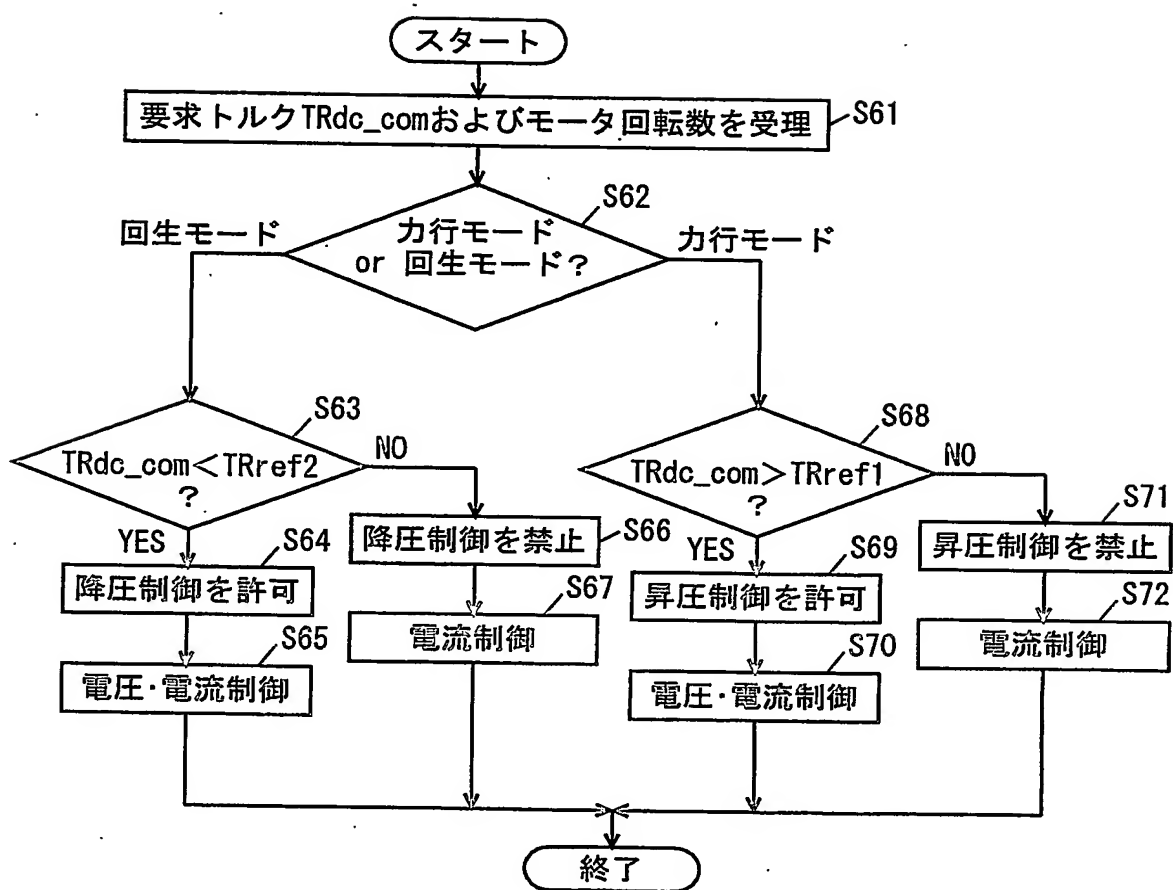 スタート
要求トルクTRdc_comおよびモータ回転数を受理
S61
S62
回生モード
力行モード
or 回生モード?
力行モード
S63
TRdc_com<TRref2
?
NO
YES
S64
降圧制御を許可
S65
電圧・電流制御
降圧制御を禁止
S66
S67
電流制御
S68
TRdc_com>TRref1
?
NO
YES
S69
昇圧制御を許可
S70
電圧・電流制御
S71
昇圧制御を禁止
S72
電流制御
終了